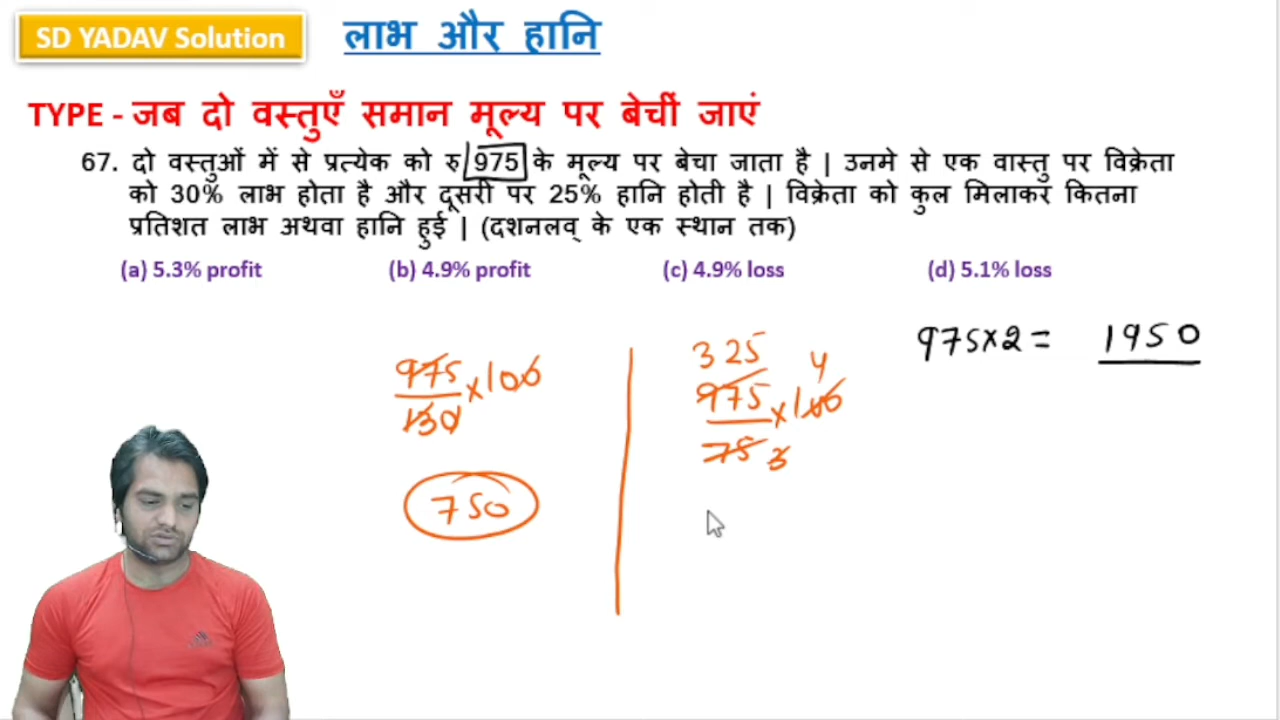 SD YADAV Solution
लाभ और हानि
TYPE - जब दो वस्तुएँ समान मूल्य पर बेचीं जाएं
67. दो वस्तुओं में से प्रत्येक को रु 975 के मूल्य पर बेचा जाता है | उनमे से एक वास्तु पर विक्रेता
को 30% लाभ होता है और दूसरी पर 25% हानि होती है | विक्रेता को कुल मिलाकर कितना
प्रतिशत लाभ अथवा हानि हुई | (दशनलव् के एक स्थान तक)
(a) 5.3% profit (b) 4.9% profit (c) 4.9% loss (d) 5.1% loss
975×2 = 1950
975
×100
130
750
325
4
975
×100
75 3